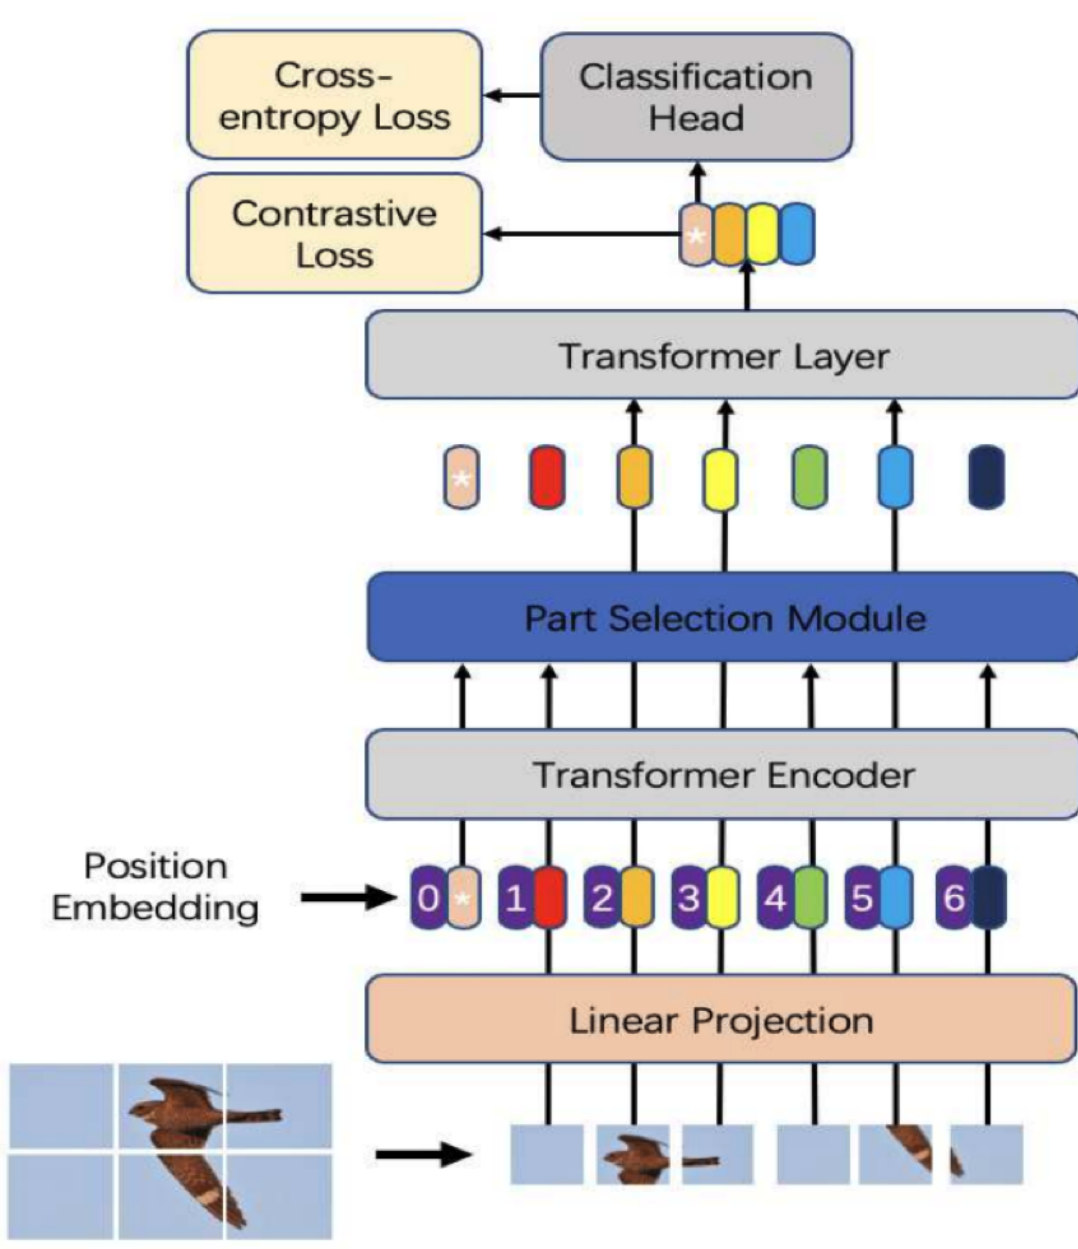 Cross-
entropy Loss
Classification
Head
Contrastive
Loss
*
Transformer Layer
*
Part Selection Module
Transformer Encoder
Position
Embedding
0 * 1 2 3 4 5 6
Linear Projection